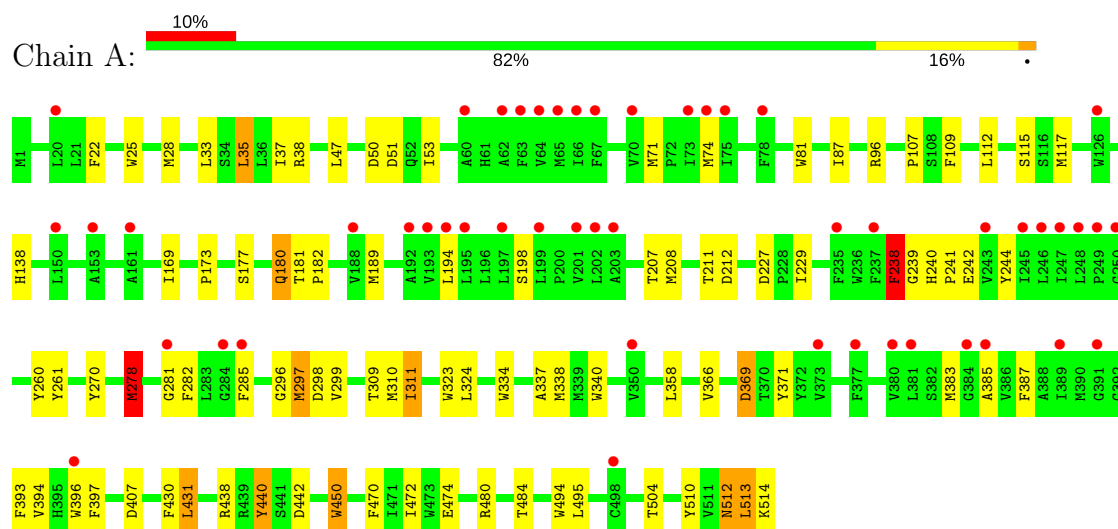 10%
Chain A:
82%
16%
•
M1 L20 L21 F22 W25 M28 L33 S34 L35 L36 I37 R38 L47 D50 D51 Q52 I53 A60 H61 A62 F63 V64 M65 I66 F67 V70 W71 P72 I73 M74 I75 F78 W81 I87 R96 P107 S108 F109 L112 S115 S116 M117 W126
H138 L150 A153 A161 I169 P173 S177 Q180 T181 P182 V188 M189 A192 V193 L194 L195 L196 L197 S198 L199 P200 V201 L202 A203 T207 M208 T211 D212 D227 P228 I229 F235 W236 F237 F238 G239 H240 P241 E242 V243 Y244 I245 L246 I247 L248 P249 G250
Y260 Y261 Y270 M278 G281 F282 L283 G284 F285 G296 M297 D298 V299 T309 M310 I311 W323 L324 W334 A337 M338 M339 W340 V350 L358 V366 D369 T370 Y371 Y372 V373 F377 V380 L381 S382 M383 G384 A385 V386 F387 A388 I389 M390 G391
F393 V394 H395 W396 F397 D407 F430 L431 R438 R439 Y440 S441 D442 W450 F470 I471 I472 W473 E474 R480 T484 W494 L495 C498 T504 Y510 V511 N512 L513 K514